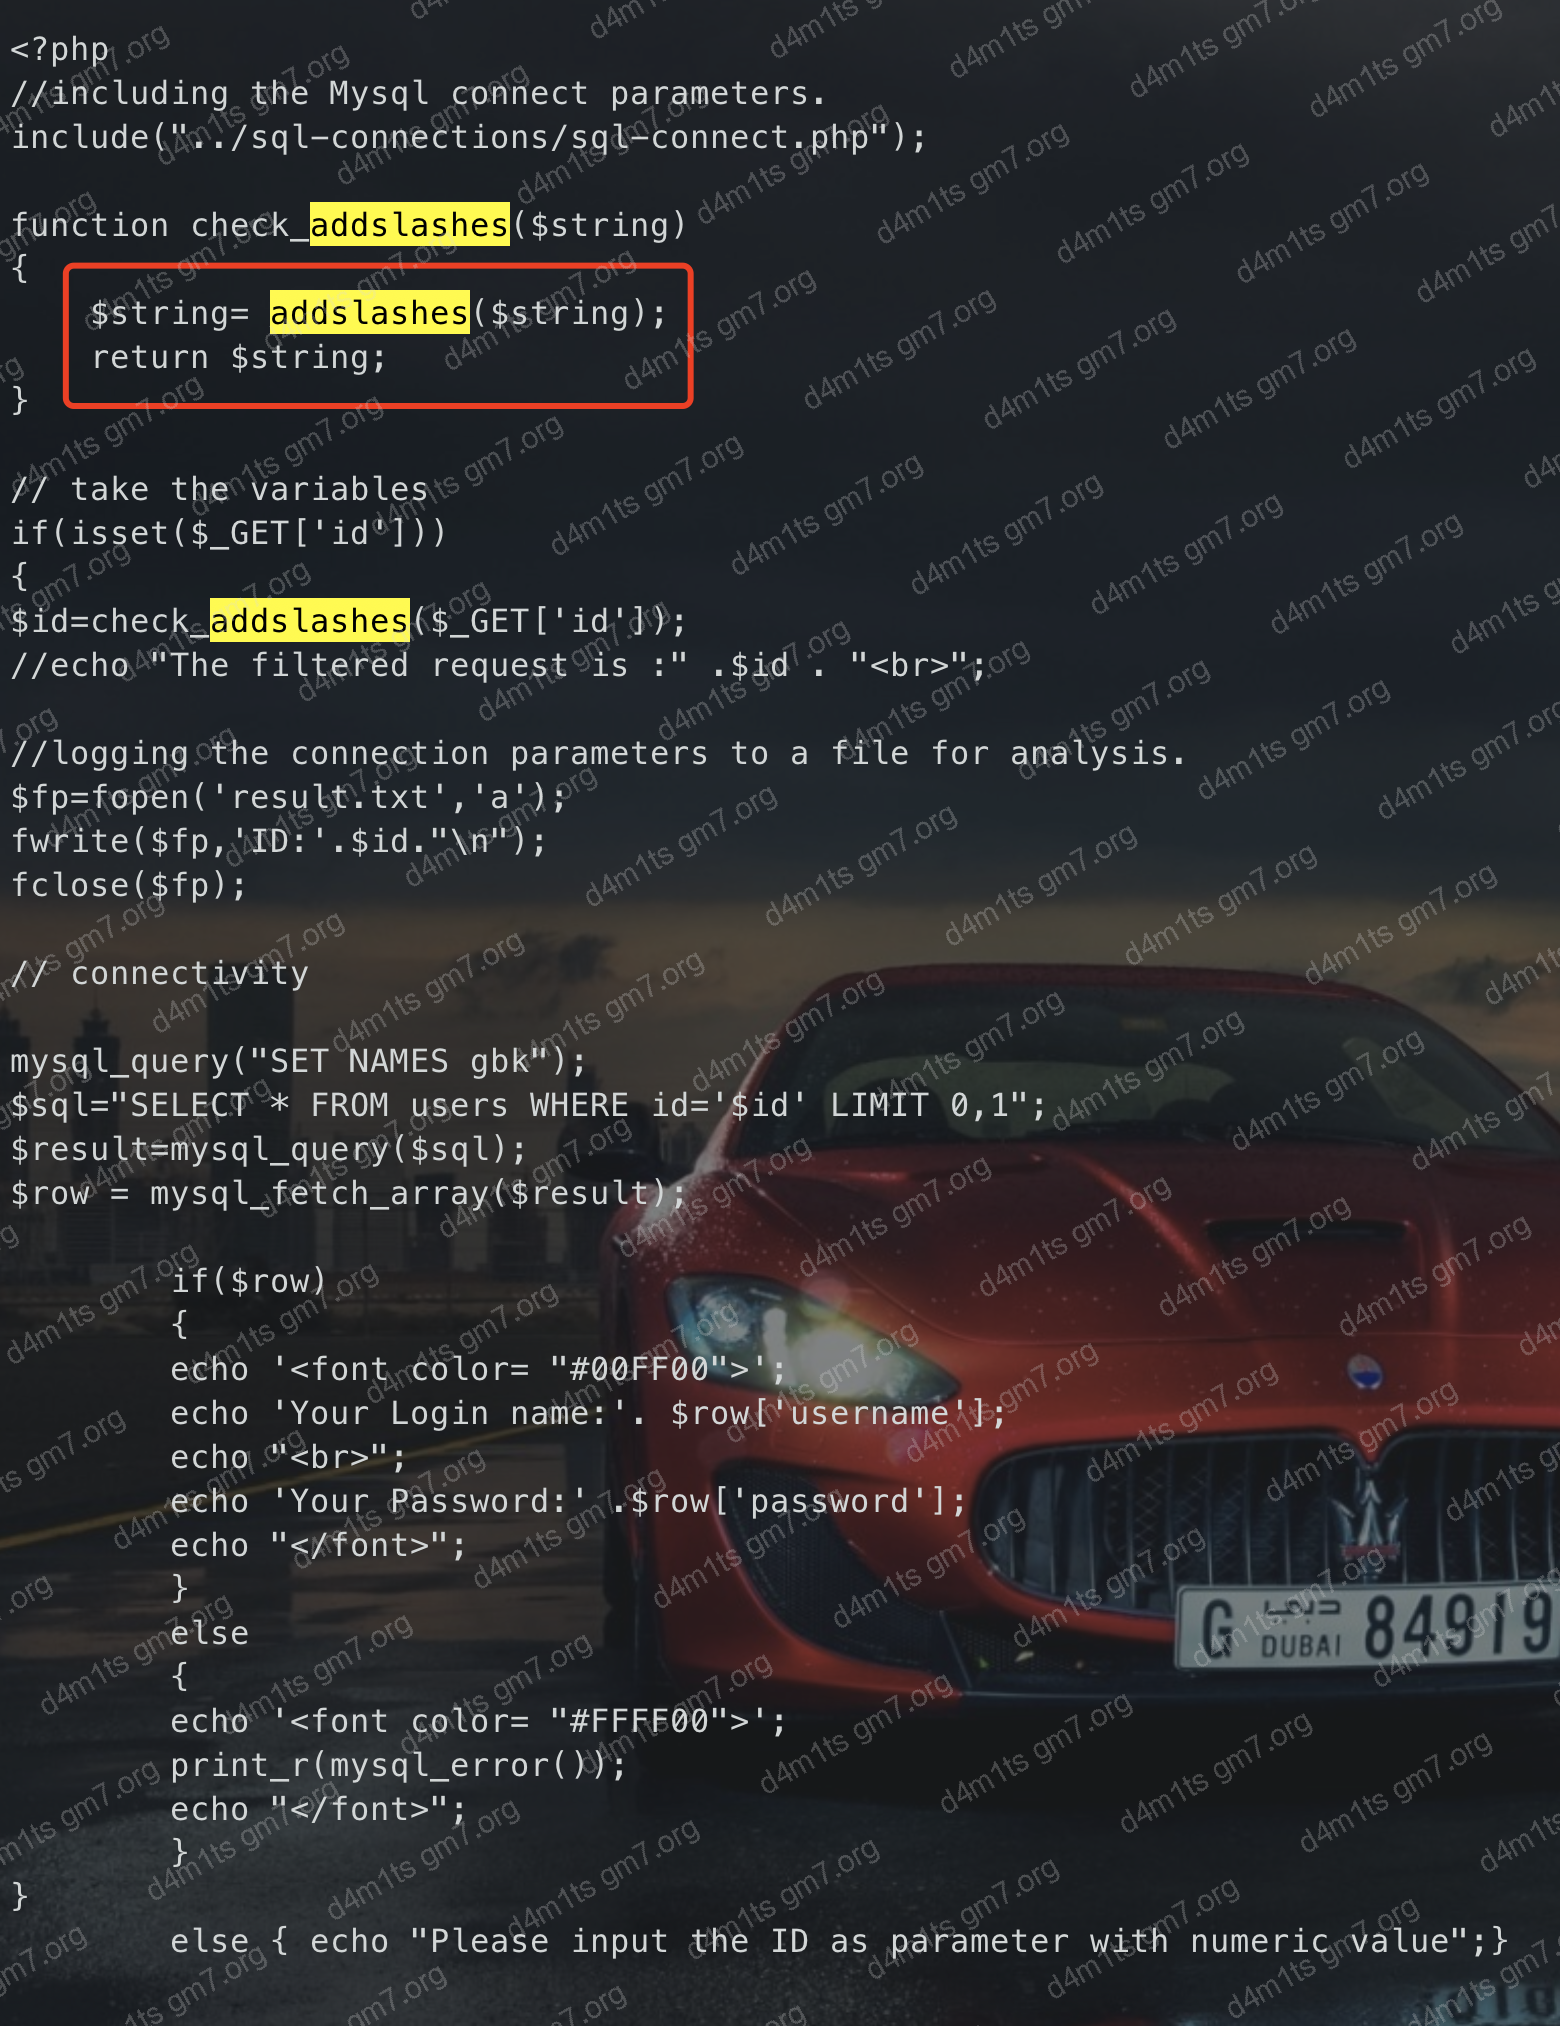 <?php
//including the Mysql connect parameters.
include("../sql-connections/sql-connect.php");
function check_addslashes($string)
{
$string= addslashes($string);
return $string;
}
// take the variables
if(isset($_GET['id']))
{
$id=check_addslashes($_GET['id']);
//echo "The filtered request is :" .$id . "<br>";
//logging the connection parameters to a file for analysis.
$fp=fopen('result.txt','a');
fwrite($fp,'ID:'.$id."\n");
fclose($fp);
// connectivity
mysql_query("SET NAMES gbk");
$sql="SELECT * FROM users WHERE id='$id' LIMIT 0,1";
$result=mysql_query($sql);
$row = mysql_fetch_array($result);
if($row)
{
echo '<font color= "#00FF00">';
echo 'Your Login name:'. $row['username'];
echo "<br>";
echo 'Your Password:' .$row['password'];
echo "</font>";
}
else
{
echo '<font color= "#FFFF00">';
print_r(mysql_error());
echo "</font>";
}
}
else { echo "Please input the ID as parameter with numeric value";}
G دبي DUBAI 84919
d4m1ts gm7.org